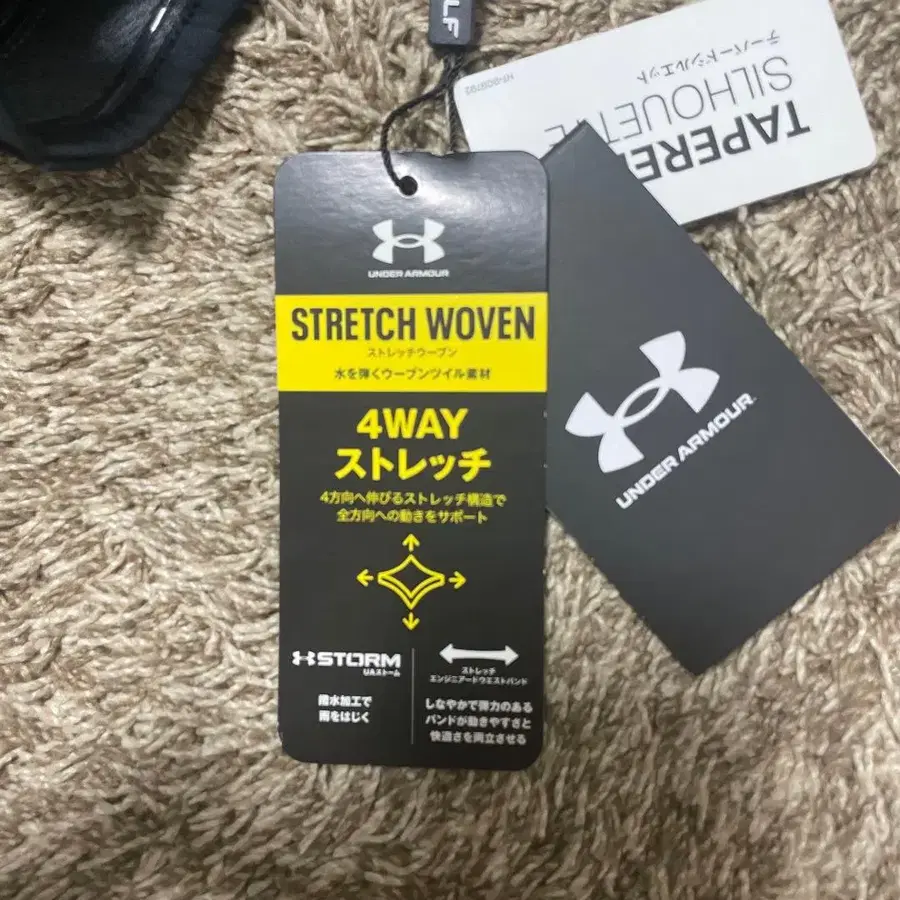 LF
UNDER ARMOUR
STRETCH WOVEN
ストレッチウーブン
水を弾くウーブンツイル素材
4WAY
ストレッチ
4方向へ伸びるストレッチ構造で
全方向への動きをサポート
STORM
UAストーム
撥水加工で
雨をはじく
ストレッチ
エンジニアードウエストバンド
しなやかで弾力のある
バンドが動きやすさと
快適さを両立させる
UNDER ARMOUR
TAPERE
SILHOUETTE
テーパードシルエット